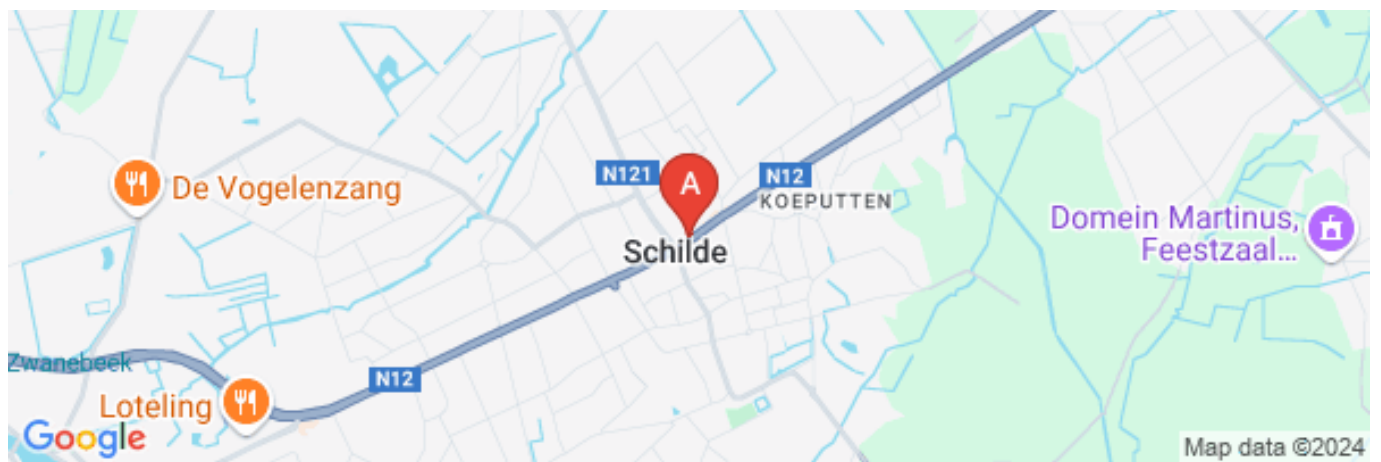 N121
A
N12
KOEPUTTEN
De Vogelenzang
Schilde
Domein Martinus,
Feestzaal...
Zwanebeek
N12
Loteling
Google
Map data ©2024